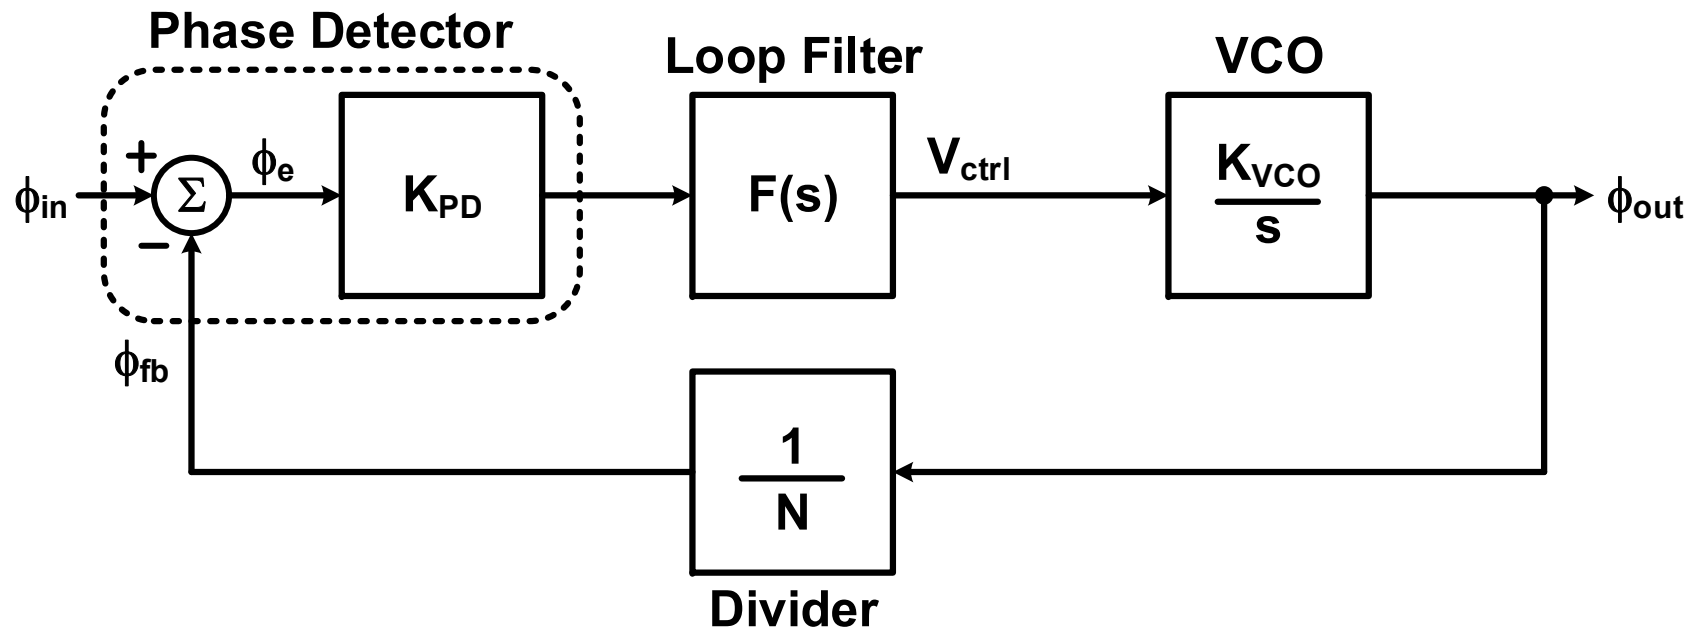 Phase Detector
Loop Filter
VCO
+
ϕe
Vctrl
ϕin
Σ
KPD
F(s)
KVCO
s
ϕout
−
ϕfb
1
N
Divider